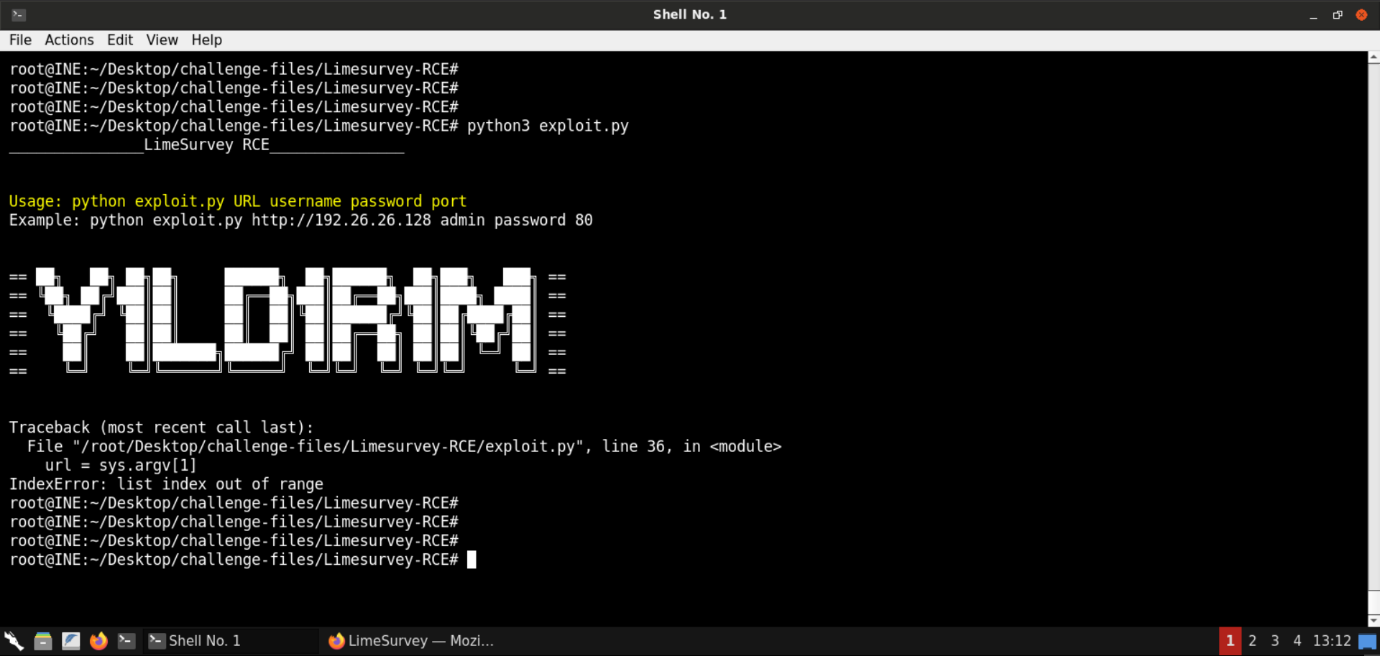 Shell No. 1
File Actions Edit View Help
root@INE:~/Desktop/challenge-files/Limesurvey-RCE#
root@INE:~/Desktop/challenge-files/Limesurvey-RCE#
root@INE:~/Desktop/challenge-files/Limesurvey-RCE#
root@INE:~/Desktop/challenge-files/Limesurvey-RCE# python3 exploit.py
_______________LimeSurvey RCE_______________
Usage: python exploit.py URL username password port
Example: python exploit.py http://192.26.26.128 admin password 80
== Y1LD1R1M ==
Traceback (most recent call last):
File "/root/Desktop/challenge-files/Limesurvey-RCE/exploit.py", line 36, in <module>
url = sys.argv[1]
IndexError: list index out of range
root@INE:~/Desktop/challenge-files/Limesurvey-RCE#
root@INE:~/Desktop/challenge-files/Limesurvey-RCE#
root@INE:~/Desktop/challenge-files/Limesurvey-RCE#
root@INE:~/Desktop/challenge-files/Limesurvey-RCE#
Shell No. 1 LimeSurvey — Mozi... 1 2 3 4 13:12